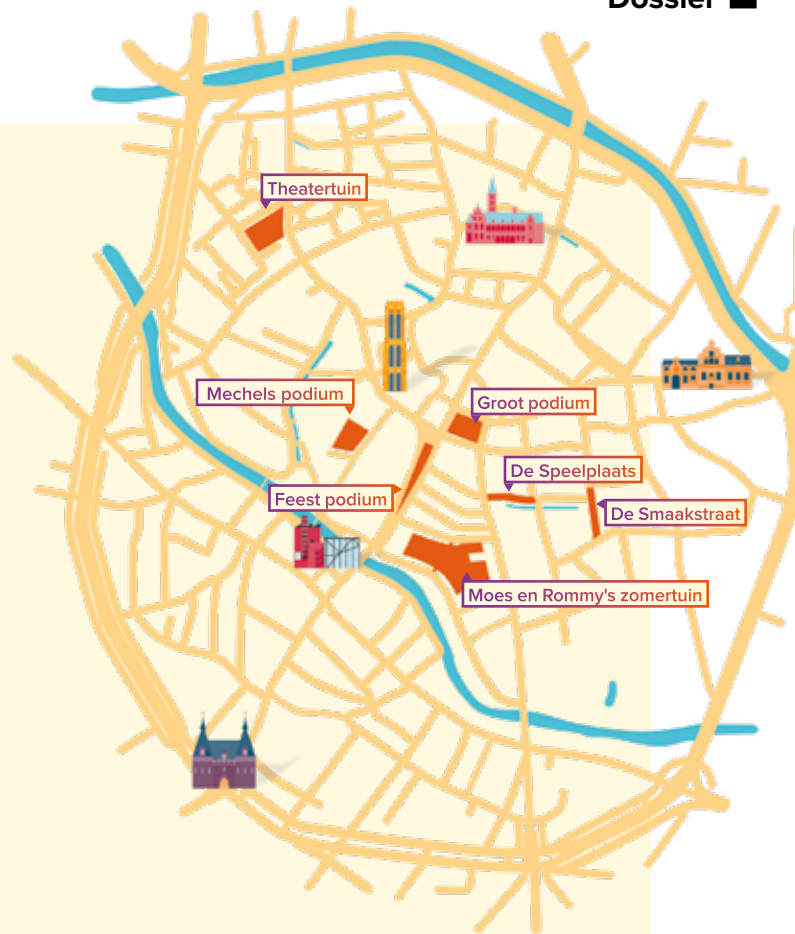 Dossier
Theatertuin
Mechels podium
Groot podium
De Speelplaats
Feest podium
De Smaakstraat
Moes en Rommy's zomertuin